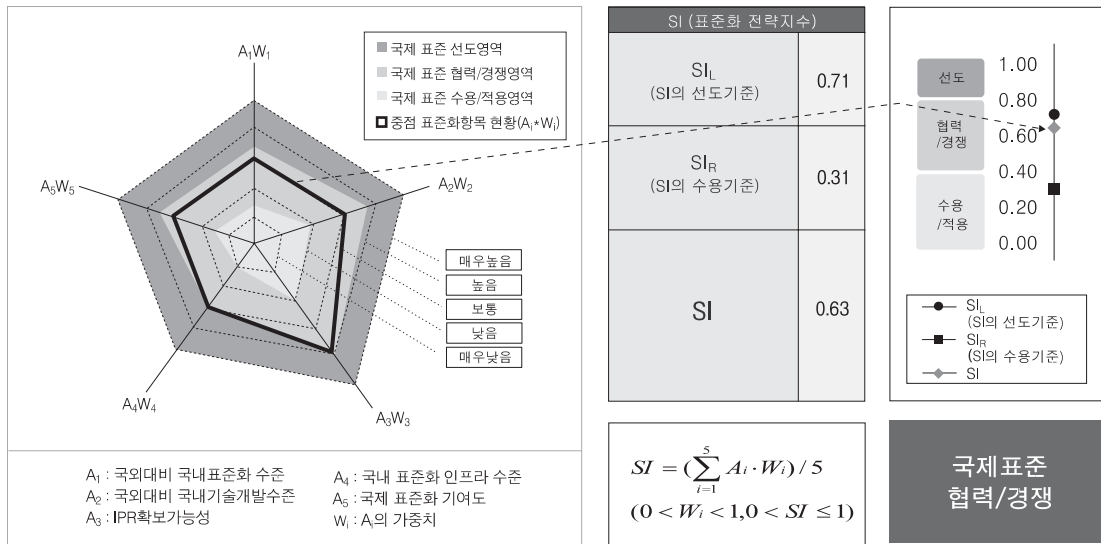 A₁W₁
국제 표준 선도영역
국제 표준 협력/경쟁영역
국제 표준 수용/적용영역
중점 표준화항목 현황(Aᵢ*Wᵢ)
A₅W₅
A₂W₂
매우높음
높음
보통
낮음
매우낮음
A₄W₄
A₃W₃
A₁ : 국외대비 국내표준화 수준
A₂ : 국외대비 국내기술개발수준
A₃ : IPR확보가능성
A₄ : 국내 표준화 인프라 수준
A₅ : 국제 표준화 기여도
Wᵢ : Aᵢ의 가중치
SI (표준화 전략지수)
SI_L
(SI의 선도기준)
0.71
SI_R
(SI의 수용기준)
0.31
SI
0.63
선도
협력
/경쟁
수용
/적용
1.00
0.80
0.60
0.40
0.20
0.00
SI_L
(SI의 선도기준)
SI_R
(SI의 수용기준)
SI
SI = (∑_{i=1}^{5} Aᵢ · Wᵢ) / 5
(0 < Wᵢ < 1,0 < SI ≤ 1)
국제표준
협력/경쟁